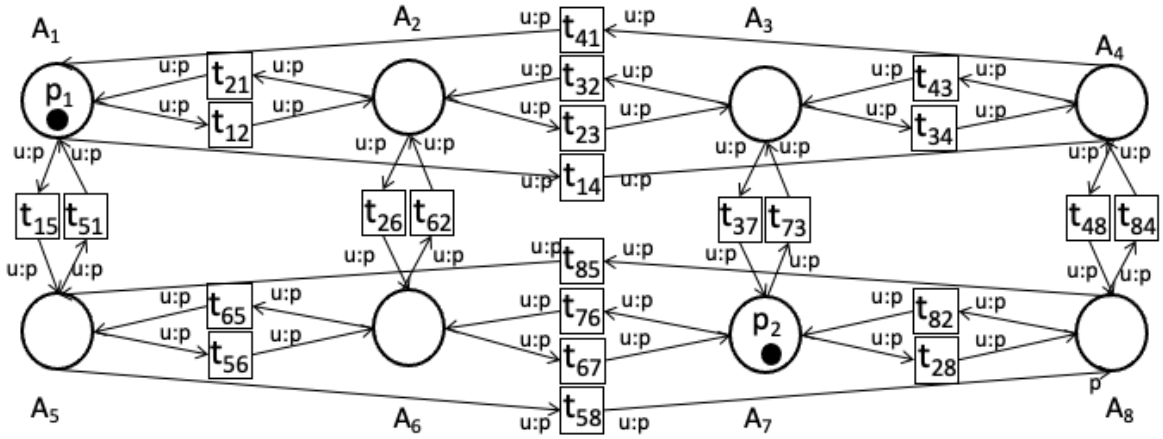 A1 A2 u:p t41 u:p A3 A4
u:p t21 u:p u:p t32 u:p u:p t43 u:p
p1
u:p t12 u:p u:p t23 u:p u:p t34 u:p
u:p u:p u:p u:p u:p t14 u:p u:p u:p u:p u:p
t15 t51 t26 t62 t37 t73 t48 t84
u:p u:p u:p u:p u:p t85 u:p u:p u:p u:p
u:p t65 u:p u:p t76 u:p u:p t82 u:p
p2
u:p t56 u:p u:p t67 u:p u:p t28 u:p
p
A5 A6 u:p t58 u:p A7 A8